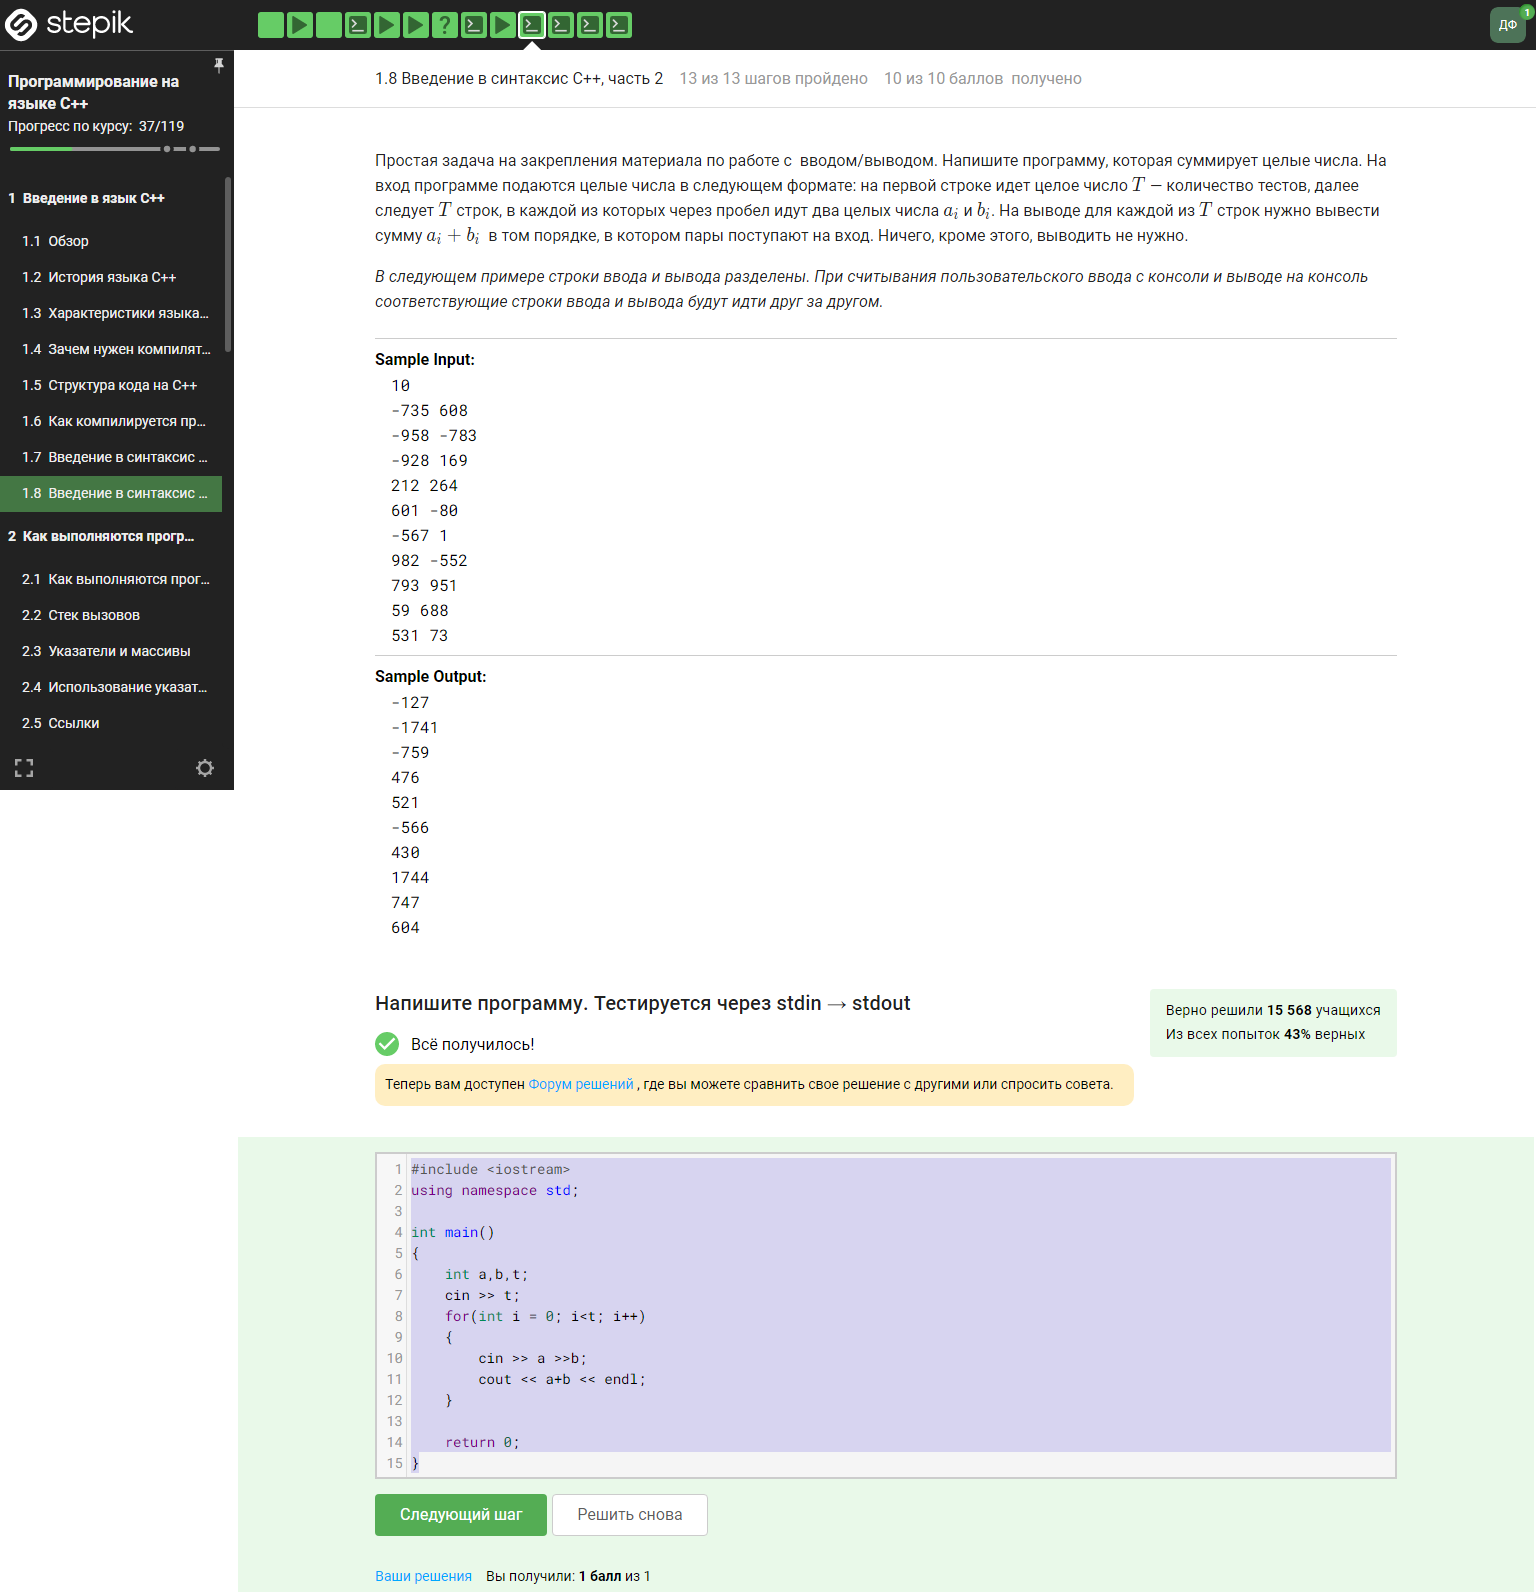 stepik
ДФ
1
Программирование на
языке C++
Прогресс по курсу: 37/119
1 Введение в язык C++
1.1 Обзор
1.2 История языка C++
1.3 Характеристики языка...
1.4 Зачем нужен компилят...
1.5 Структура кода на C++
1.6 Как компилируется пр...
1.7 Введение в синтаксис ...
1.8 Введение в синтаксис ...
2 Как выполняются прогр...
2.1 Как выполняются прог...
2.2 Стек вызовов
2.3 Указатели и массивы
2.4 Использование указат...
2.5 Ссылки
1.8 Введение в синтаксис C++, часть 2 13 из 13 шагов пройдено 10 из 10 баллов получено
Простая задача на закрепления материала по работе с вводом/выводом. Напишите программу, которая суммирует целые числа. На
вход программе подаются целые числа в следующем формате: на первой строке идет целое число T — количество тестов, далее
следует T строк, в каждой из которых через пробел идут два целых числа a_i и b_i. На выводе для каждой из T строк нужно вывести
сумму a_i + b_i в том порядке, в котором пары поступают на вход. Ничего, кроме этого, выводить не нужно.
В следующем примере строки ввода и вывода разделены. При считывания пользовательского ввода с консоли и выводе на консоль
соответствующие строки ввода и вывода будут идти друг за другом.
Sample Input:
10
-735 608
-958 -783
-928 169
212 264
601 -80
-567 1
982 -552
793 951
59 688
531 73
Sample Output:
-127
-1741
-759
476
521
-566
430
1744
747
604
Напишите программу. Тестируется через stdin → stdout
Верно решили 15 568 учащихся
Из всех попыток 43% верных
Всё получилось!
Теперь вам доступен Форум решений , где вы можете сравнить свое решение с другими или спросить совета.
1 #include <iostream>
2 using namespace std;
3
4 int main()
5 {
6     int a,b,t;
7     cin >> t;
8     for(int i = 0; i<t; i++)
9     {
10         cin >> a >>b;
11         cout << a+b << endl;
12     }
13
14     return 0;
15 }
Следующий шаг Решить снова
Ваши решения Вы получили: 1 балл из 1